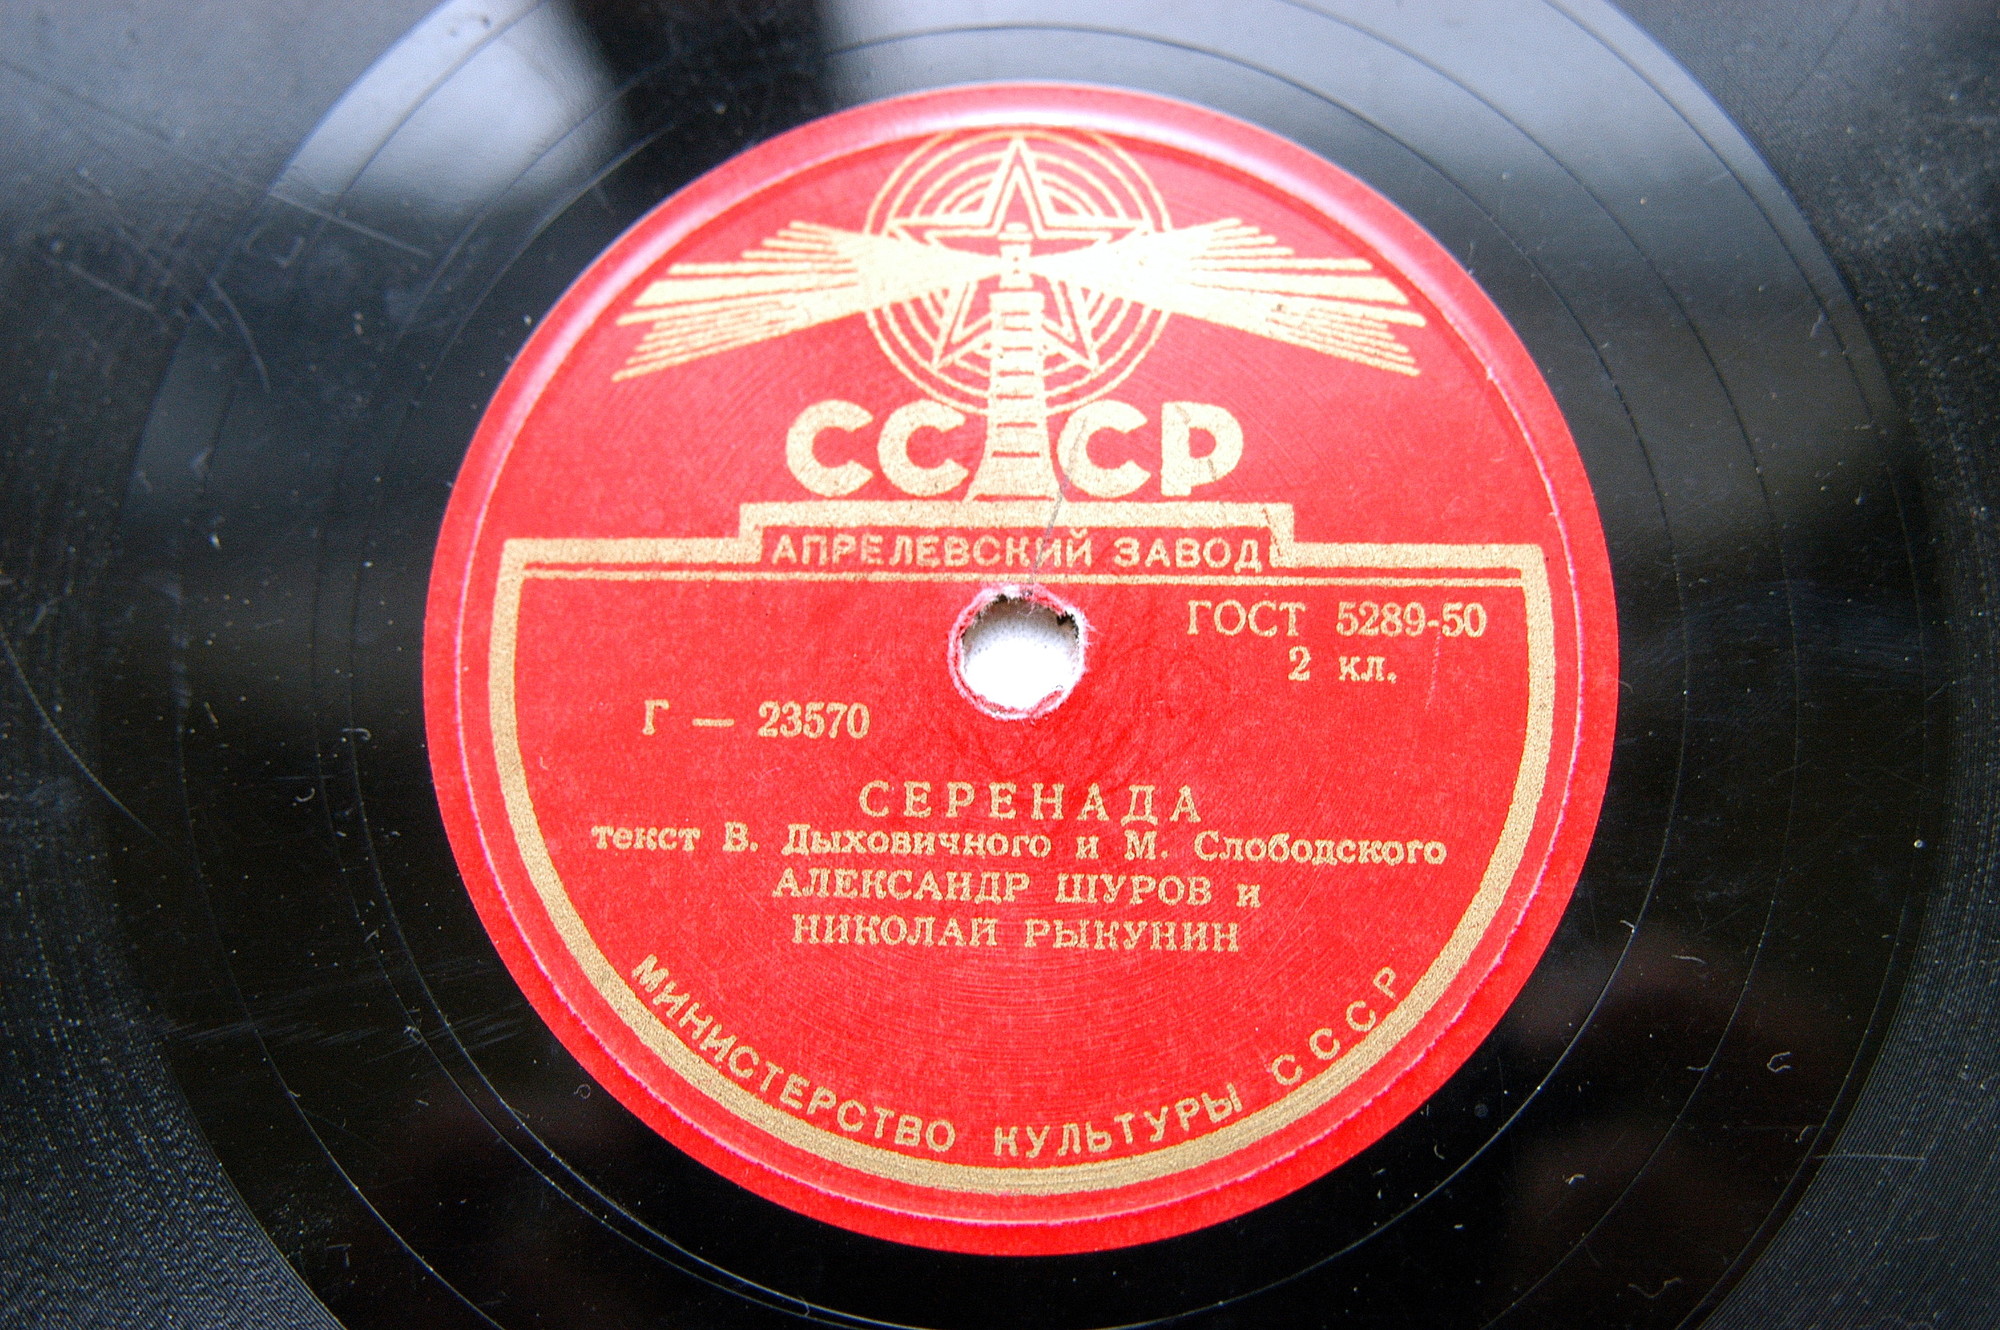 СССР
АПРЕЛЕВСКИЙ ЗАВОД
ГОСТ 5289-50
2 кл.
Г — 23570
СЕРЕНАДА
текст В. Дыховичного и М. Слободского
АЛЕКСАНДР ШУРОВ и
НИКОЛАЙ РЫКУНИН
МИНИСТЕРСТВО КУЛЬТУРЫ СССР